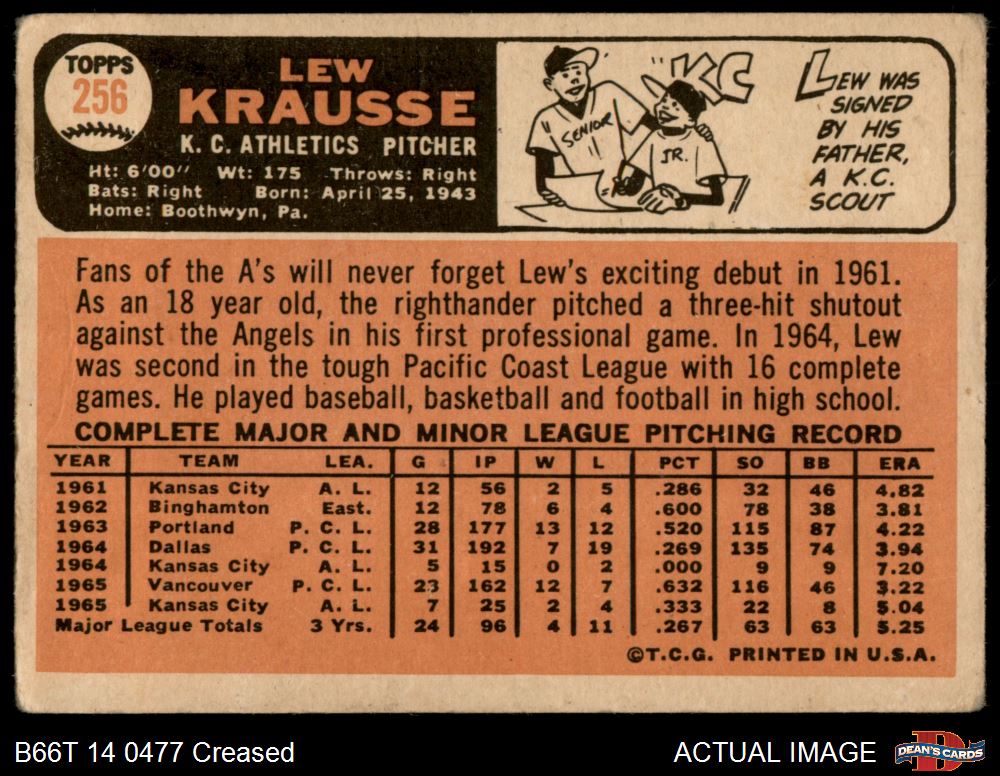 TOPPS
256
LEW
KRAUSSE
K. C. ATHLETICS PITCHER
Ht: 6'00" Wt: 175 Throws: Right
Bats: Right Born: April 25, 1943
Home: Boothwyn, Pa.
SENIOR
JR.
KC
LEW WAS
SIGNED
BY HIS
FATHER,
A K.C.
SCOUT
Fans of the A's will never forget Lew's exciting debut in 1961.
As an 18 year old, the righthander pitched a three-hit shutout
against the Angels in his first professional game. In 1964, Lew
was second in the tough Pacific Coast League with 16 complete
games. He played baseball, basketball and football in high school.
COMPLETE MAJOR AND MINOR LEAGUE PITCHING RECORD
YEAR TEAM LEA. G IP W L PCT SO BB ERA
1961 Kansas City A. L. 12 56 2 5 .286 32 46 4.82
1962 Binghamton East. 12 78 6 4 .600 78 38 3.81
1963 Portland P. C. L. 28 177 13 12 .520 115 87 4.22
1964 Dallas P. C. L. 31 192 7 19 .269 135 74 3.94
1964 Kansas City A. L. 5 15 0 2 .000 9 9 7.20
1965 Vancouver P. C. L. 23 162 12 7 .632 116 46 3.22
1965 Kansas City A. L. 7 25 2 4 .333 22 8 5.04
Major League Totals 3 Yrs. 24 96 4 11 .267 63 63 5.25
©T.C.G. PRINTED IN U.S.A.
B66T 14 0477 Creased
ACTUAL IMAGE
DEAN'S CARDS